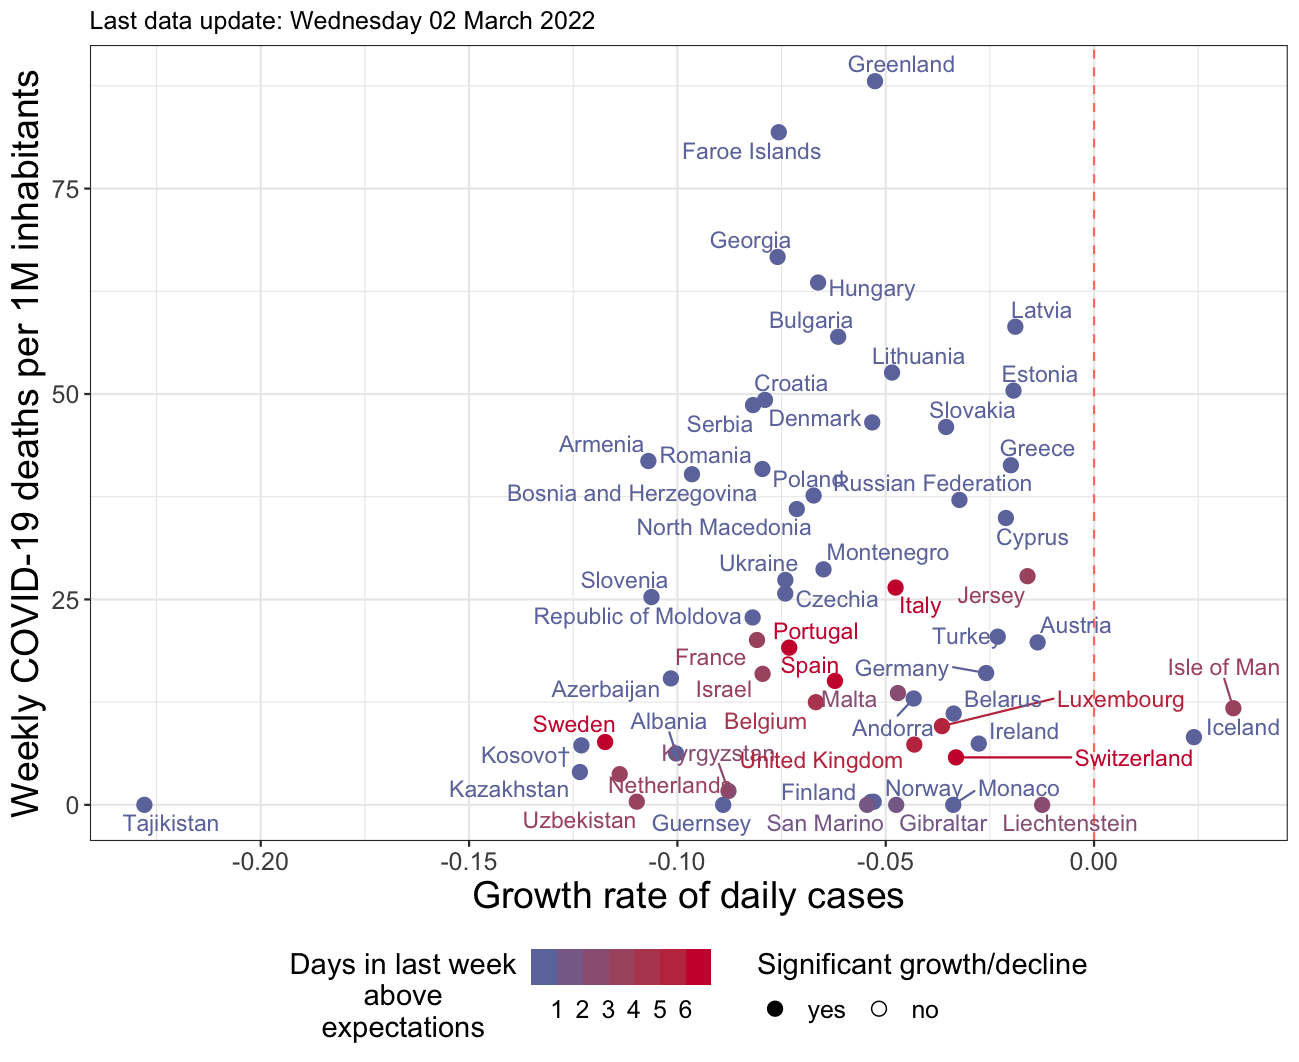 Last data update: Wednesday 02 March 2022
Weekly COVID-19 deaths per 1M inhabitants
75
50
25
0
Greenland
Faroe Islands
Georgia
Hungary
Latvia
Bulgaria
Lithuania
Estonia
Croatia
Slovakia
Denmark
Serbia
Armenia
Greece
Romania
Poland
Russian Federation
Bosnia and Herzegovina
North Macedonia
Cyprus
Montenegro
Ukraine
Slovenia
Jersey
Czechia
Italy
Republic of Moldova
Portugal
Austria
Turkey
France
Spain
Germany
Isle of Man
Azerbaijan
Israel
Malta
Belarus
Luxembourg
Sweden
Albania
Belgium
Andorra
Ireland
Iceland
Kosovo†
Kyrgyzstan
United Kingdom
Switzerland
Kazakhstan
Netherlands
Finland
Norway
Monaco
Tajikistan
Uzbekistan
Guernsey
San Marino
Gibraltar
Liechtenstein
-0.20
-0.15
-0.10
-0.05
0.00
Growth rate of daily cases
Days in last week
above
expectations
1 2 3 4 5 6
Significant growth/decline
yes
no